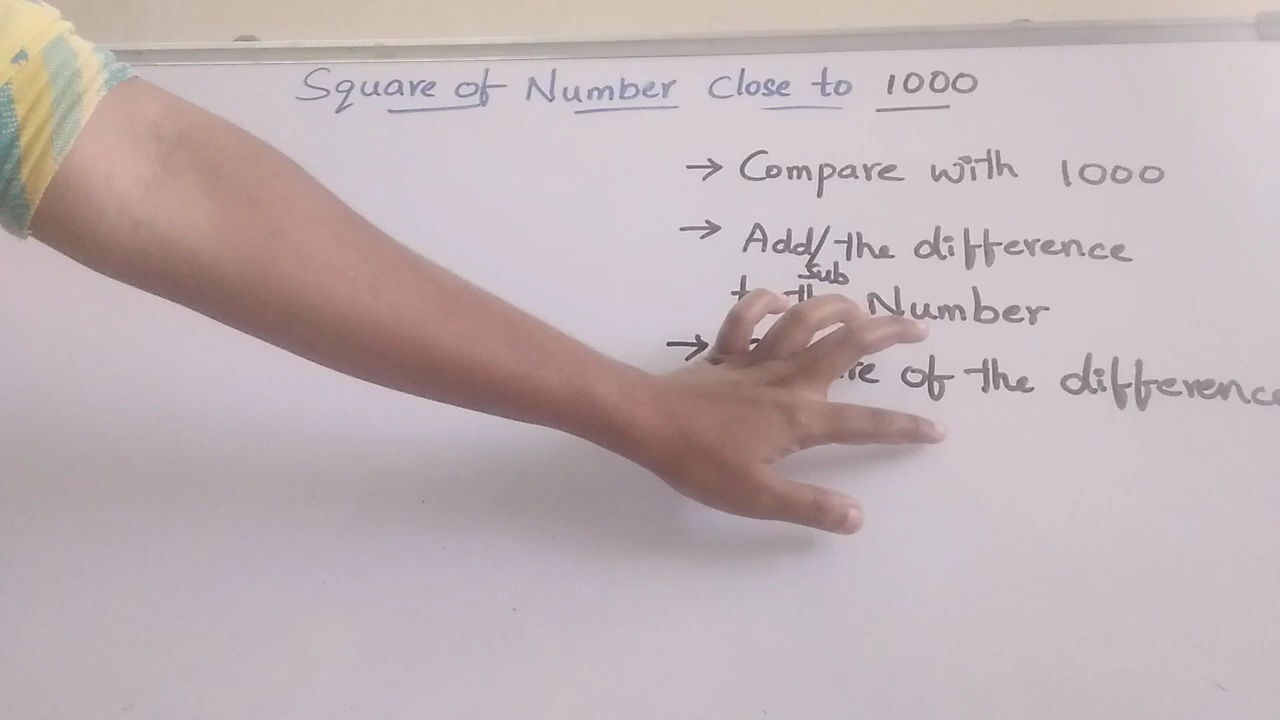 Square of Number Close to 1000
→ Compare with 1000
→ Add/the difference
Sub
Number
→ of the difference